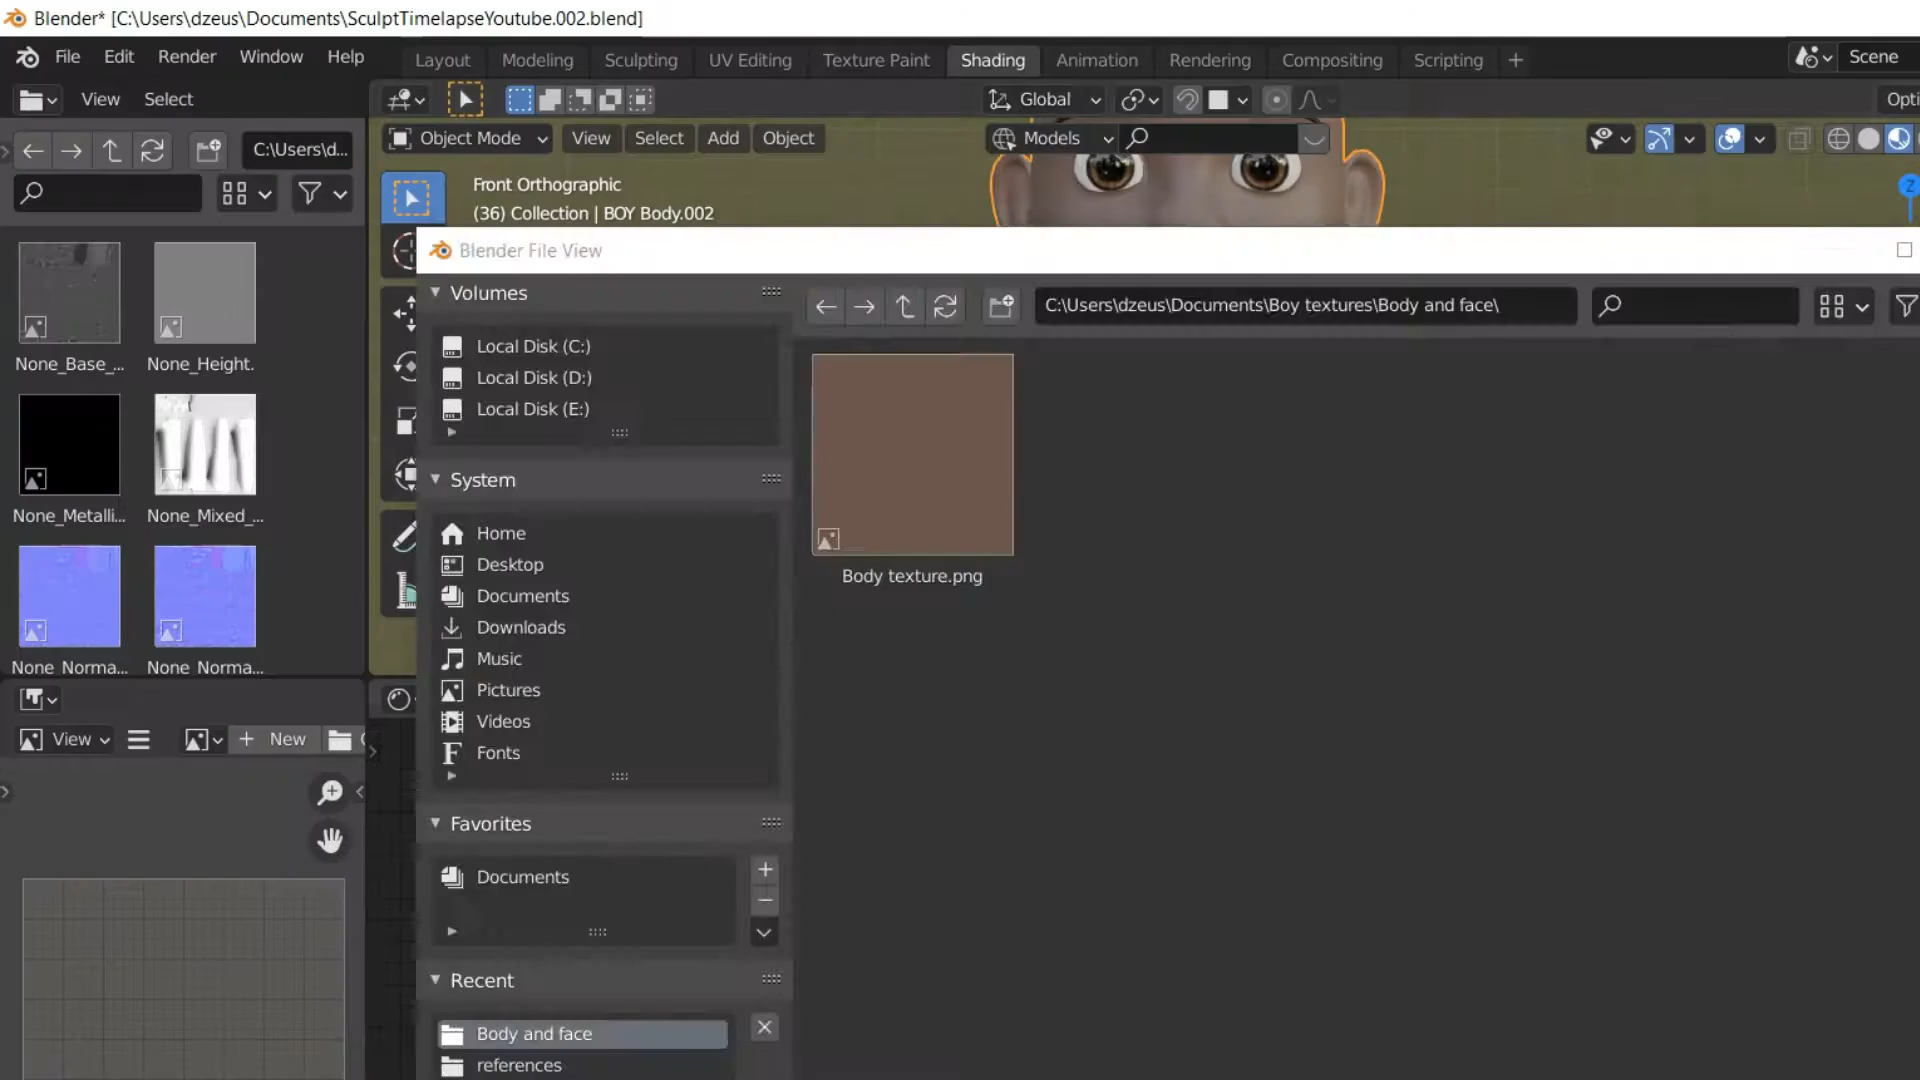 Blender* [C:\Users\dzeus\Documents\SculptTimelapseYoutube.002.blend]
File Edit Render Window Help
Layout Modeling Sculpting UV Editing Texture Paint Shading Animation Rendering Compositing Scripting +
Scene
View Select
Global
Opti
Object Mode View Select Add Object
Models
C:\Users\d...
Front Orthographic
(36) Collection | BOY Body.002
Z
None_Base_...
None_Height.
None_Metalli...
None_Mixed_...
None_Norma...
None_Norma...
View
New
Blender File View
Volumes
C:\Users\dzeus\Documents\Boy textures\Body and face\
Local Disk (C:)
Local Disk (D:)
Local Disk (E:)
System
Home
Desktop
Documents
Downloads
Music
Pictures
Videos
Fonts
Body texture.png
Favorites
Documents
Recent
Body and face
references